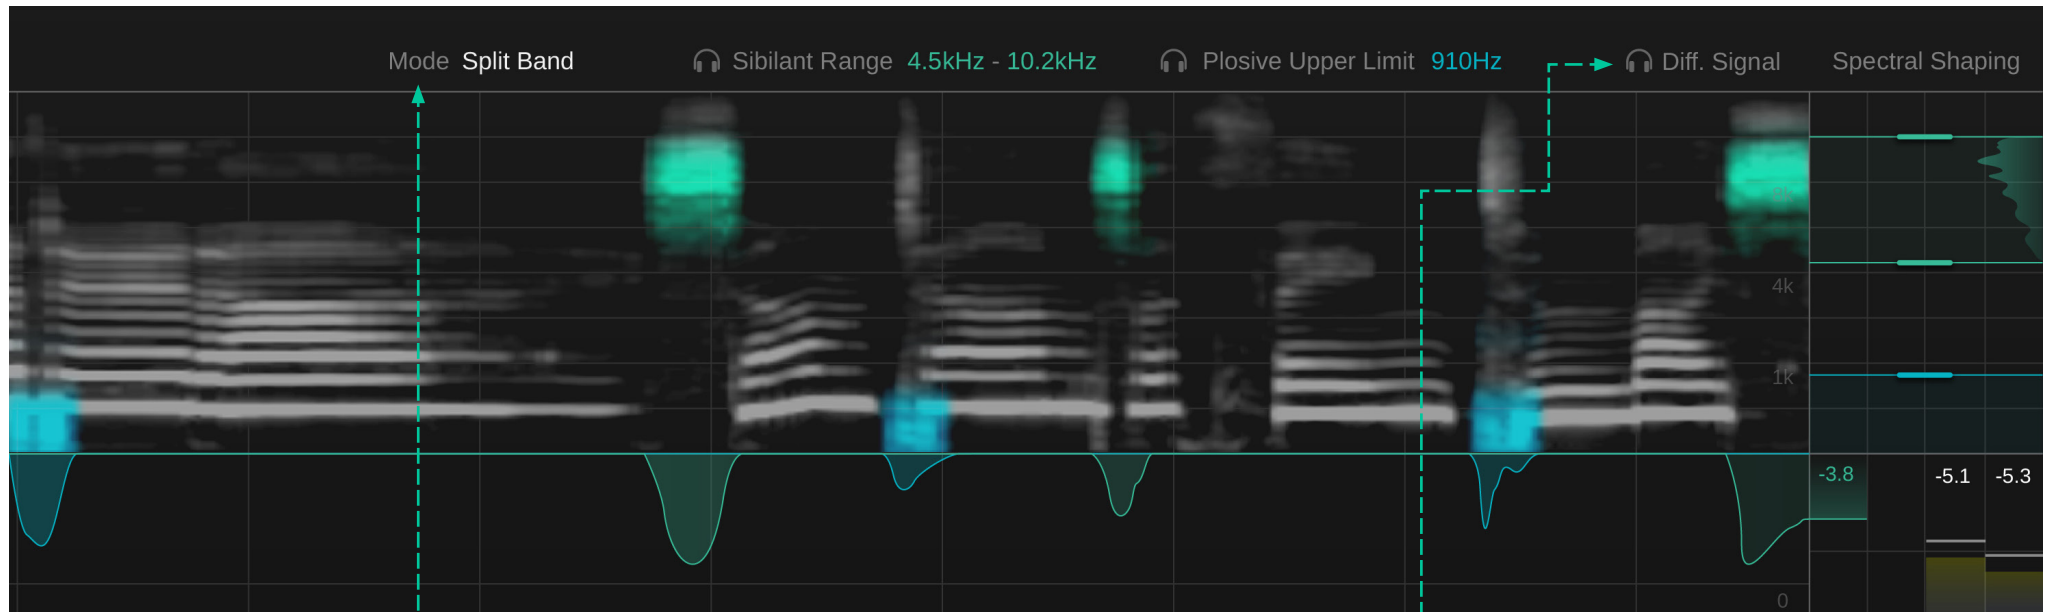 Mode Split Band Sibilant Range 4.5kHz - 10.2kHz Plosive Upper Limit 910Hz Diff. Signal Spectral Shaping
8k
4k
1k
-3.8 -5.1 -5.3
0